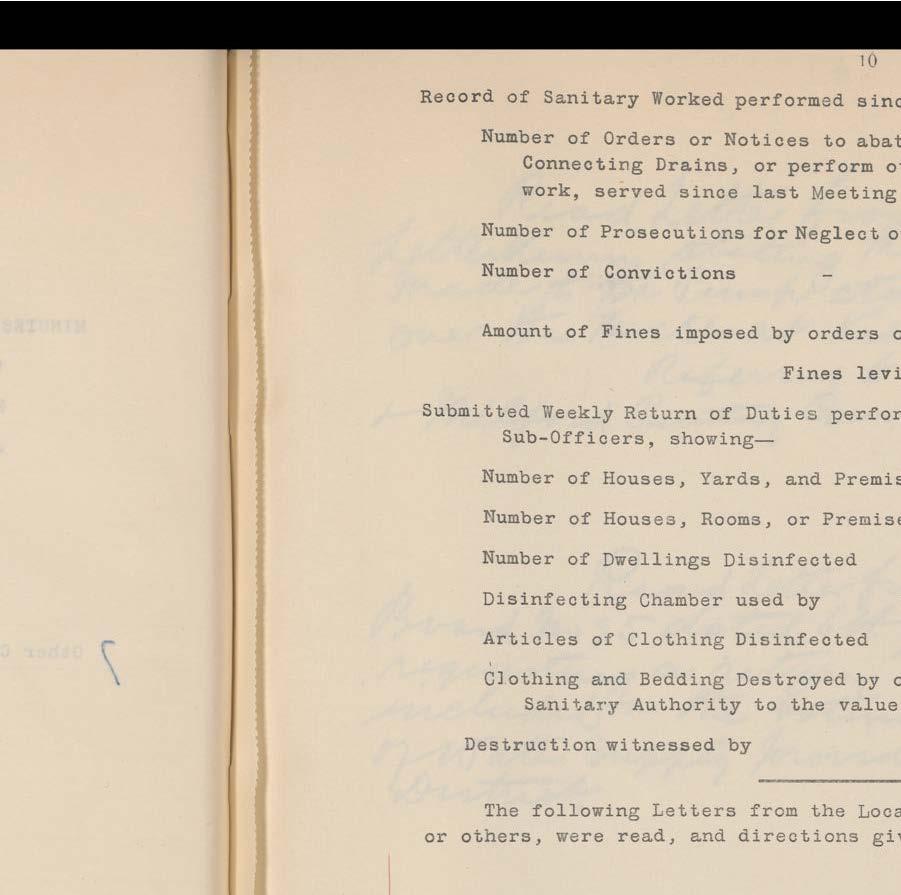 10
Record of Sanitary Worked performed sinc
Number of Orders or Notices to abat
Connecting Drains, or perform o
work, served since last Meeting
Number of Prosecutions for Neglect o
Number of Convictions -
Amount of Fines imposed by orders o
Fines levi
Submitted Weekly Return of Duties perfor
Sub-Officers, showing—
Number of Houses, Yards, and Premis
Number of Houses, Rooms, or Premise
Number of Dwellings Disinfected
Disinfecting Chamber used by
Articles of Clothing Disinfected
Clothing and Bedding Destroyed by o
Sanitary Authority to the value
Destruction witnessed by
The following Letters from the Loca
or others, were read, and directions giv